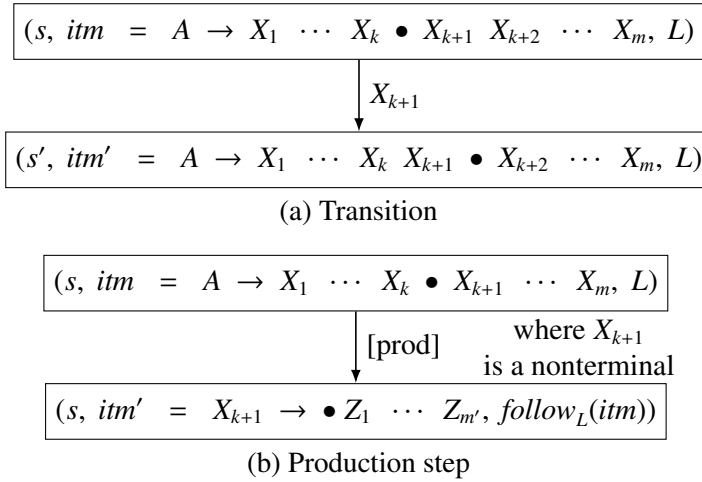 (s, itm = A → X₁ ⋯ Xₖ • Xₖ₊₁ Xₖ₊₂ ⋯ Xₘ, L)
Xₖ₊₁
(s′, itm′ = A → X₁ ⋯ Xₖ Xₖ₊₁ • Xₖ₊₂ ⋯ Xₘ, L)
(a) Transition
(s, itm = A → X₁ ⋯ Xₖ • Xₖ₊₁ ⋯ Xₘ, L)
[prod]
where Xₖ₊₁
is a nonterminal
(s, itm′ = Xₖ₊₁ → • Z₁ ⋯ Zₘ′, followL(itm))
(b) Production step